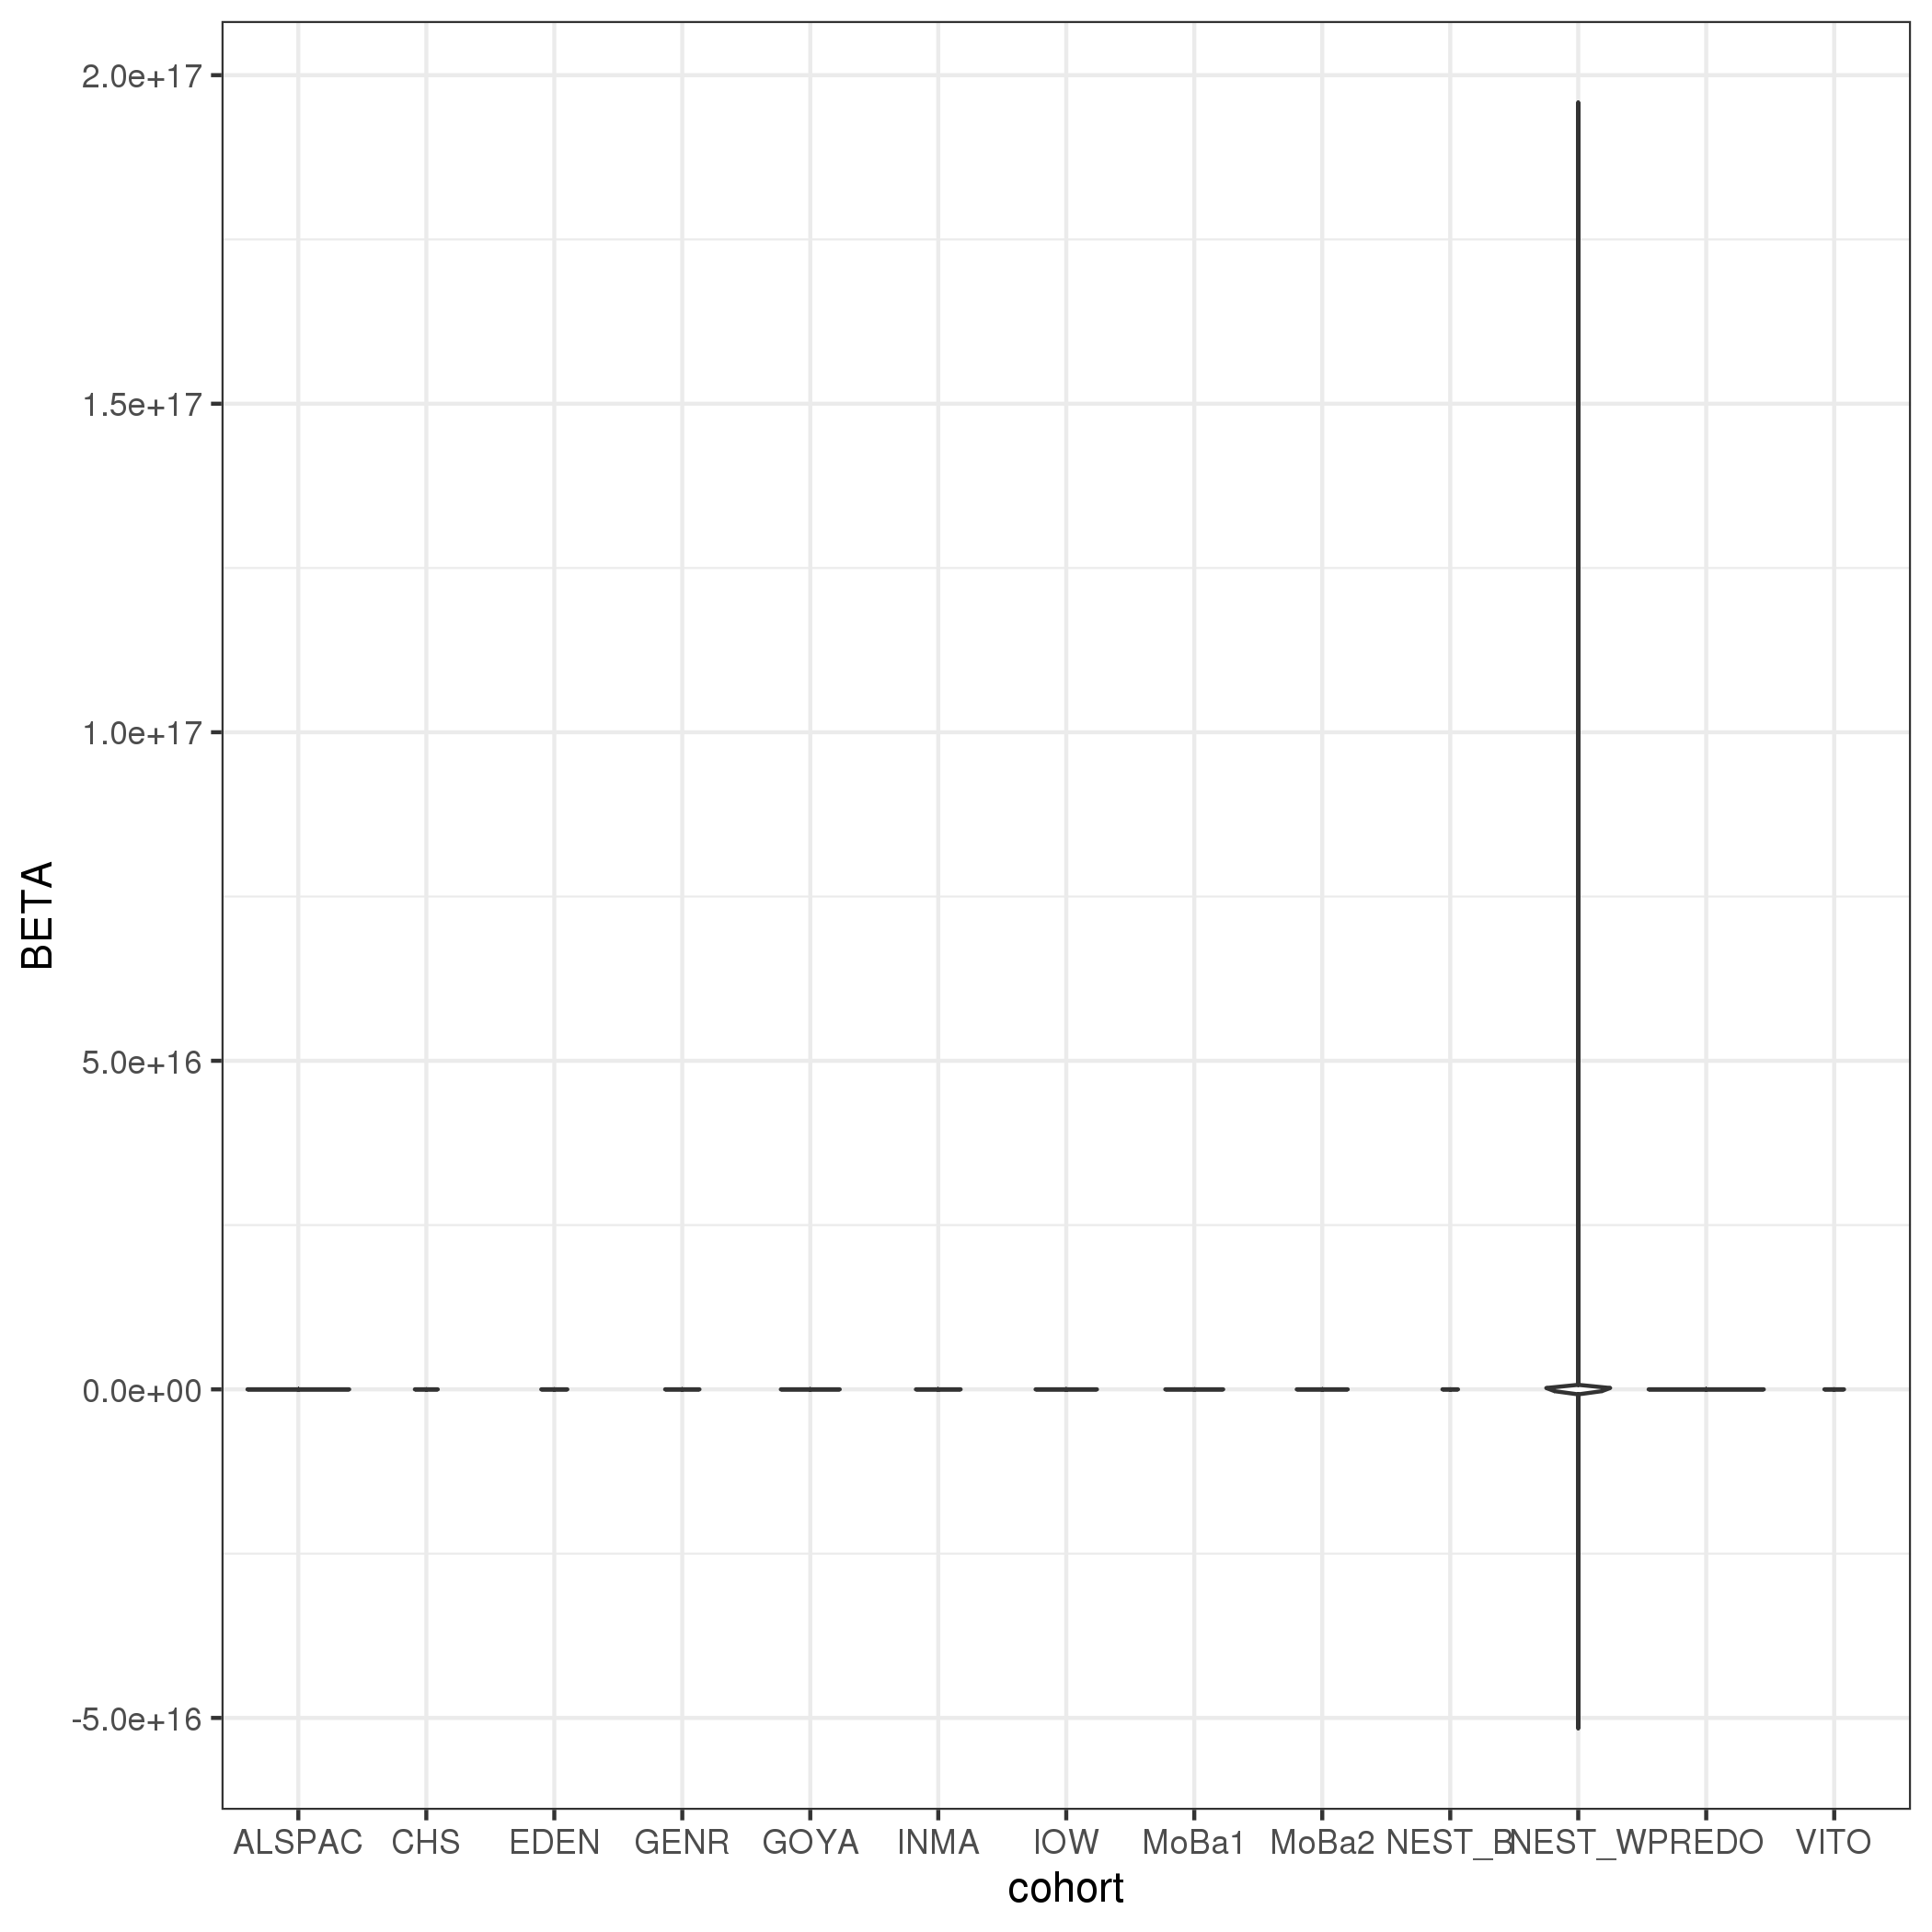 BETA
2.0e+17
1.5e+17
1.0e+17
5.0e+16
0.0e+00
-5.0e+16
ALSPAC CHS EDEN GENR GOYA INMA IOW MoBa1 MoBa2 NEST_B NEST_W PREDO VITO
cohort